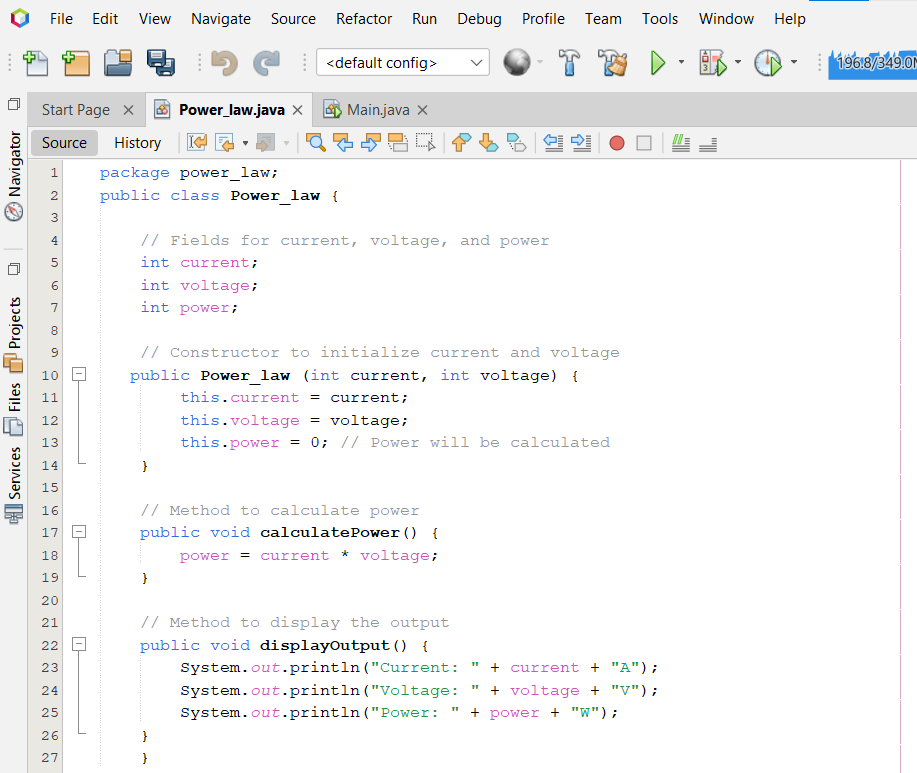 File Edit View Navigate Source Refactor Run Debug Profile Team Tools Window Help
<default config>
196.8/349.0M
Start Page Power_law.java Main.java
Source History
Navigator
Projects
Files
Services
1 package power_law;
2 public class Power_law {
3
4 // Fields for current, voltage, and power
5 int current;
6 int voltage;
7 int power;
8
9 // Constructor to initialize current and voltage
10 public Power_law (int current, int voltage) {
11 this.current = current;
12 this.voltage = voltage;
13 this.power = 0; // Power will be calculated
14 }
15
16 // Method to calculate power
17 public void calculatePower() {
18 power = current * voltage;
19 }
20
21 // Method to display the output
22 public void displayOutput() {
23 System.out.println("Current: " + current + "A");
24 System.out.println("Voltage: " + voltage + "V");
25 System.out.println("Power: " + power + "W");
26 }
27 }